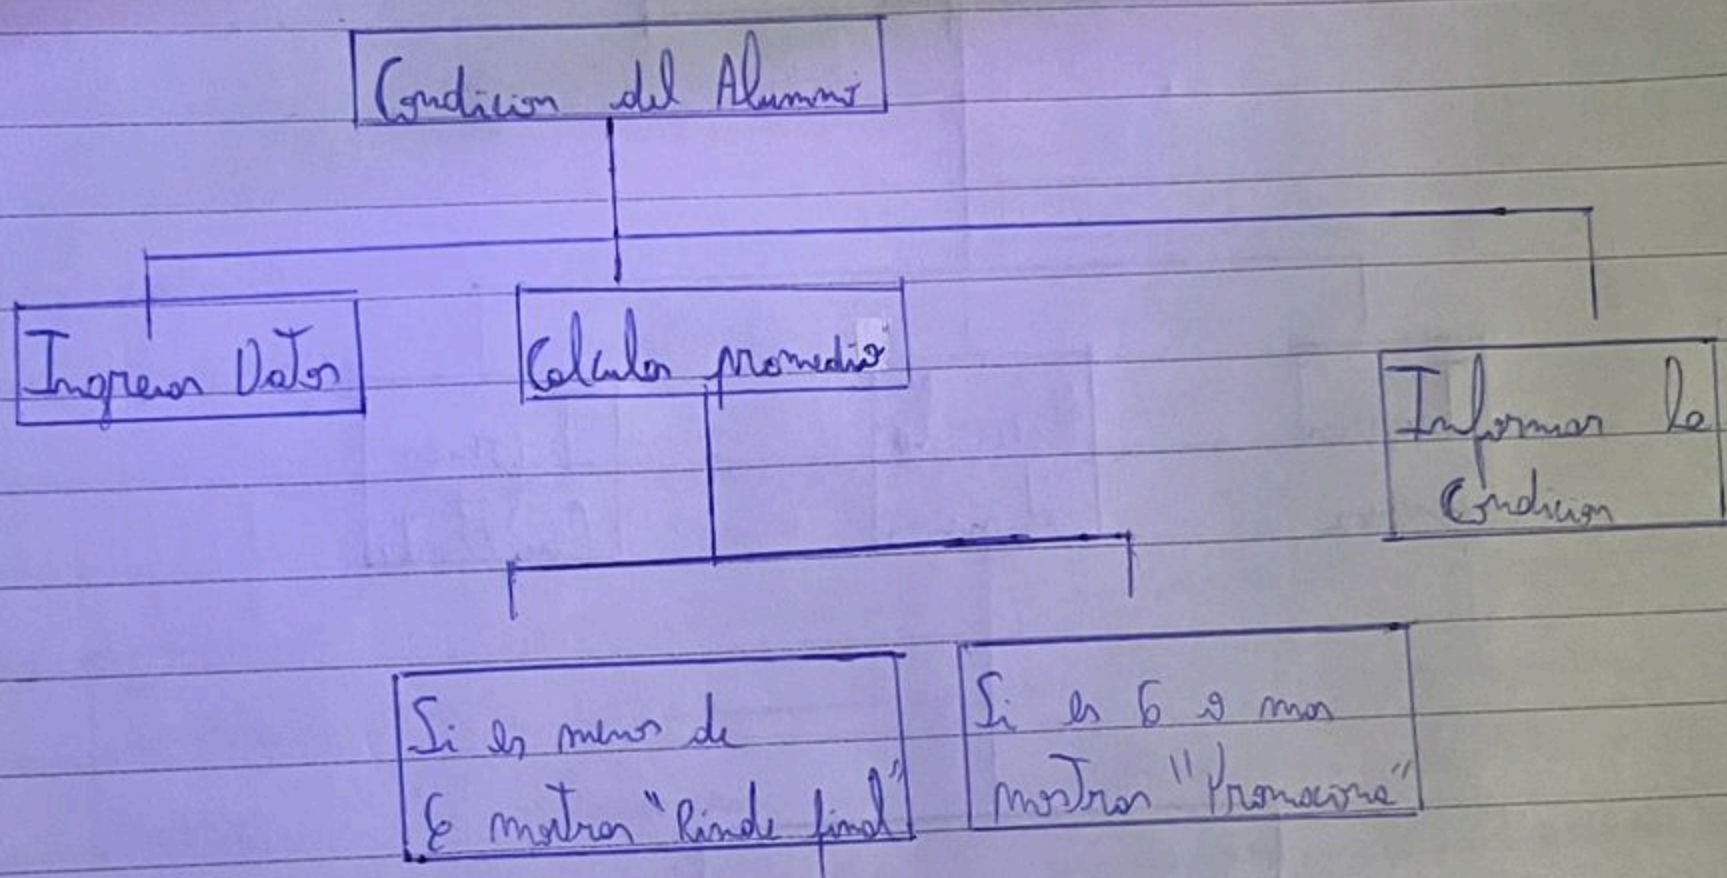 Condicion del Alumno
Ingresar Datos
Calcular promedio
Informar la
Condicion
Si es menos de
6 mostrar "Rinde final"
Si es 6 o mas
mostrar "Promociona"